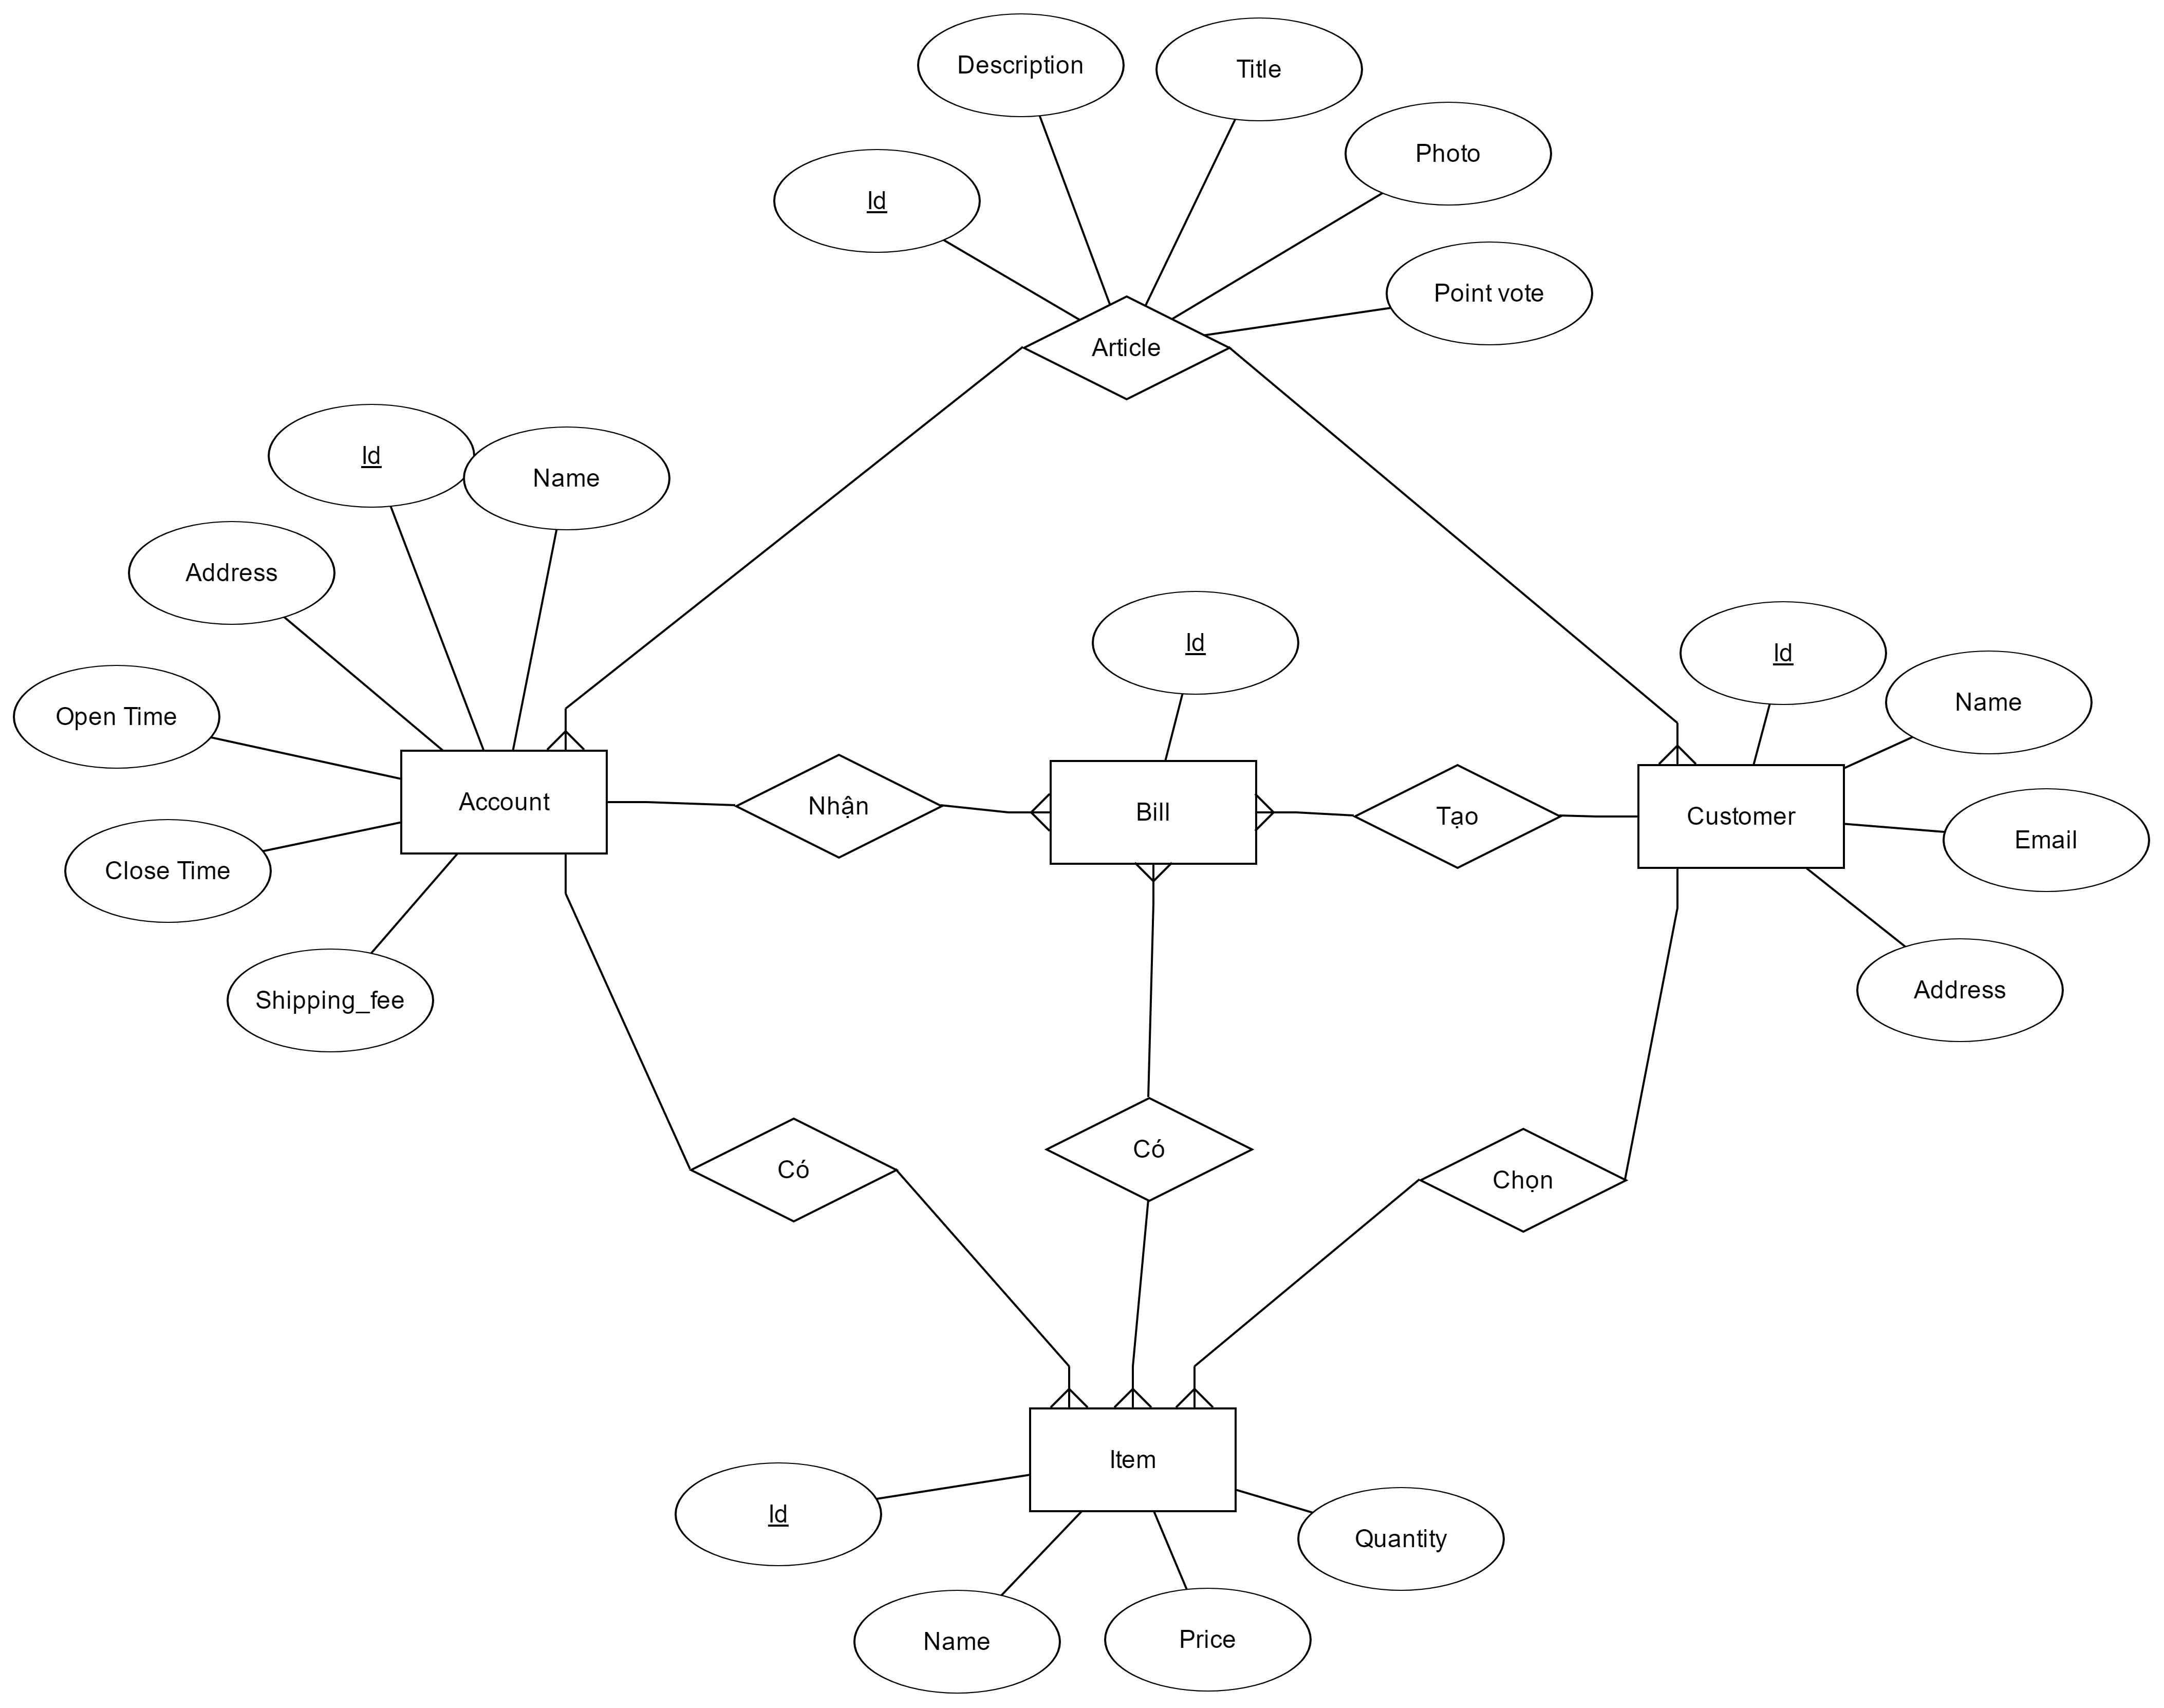 Description
Title
Photo
Id
Point vote
Article
Id
Name
Address
Open Time
Id
Id
Name
Account
Nhận
Bill
Tạo
Customer
Email
Close Time
Address
Shipping_fee
Có
Có
Chọn
Item
Id
Quantity
Name
Price